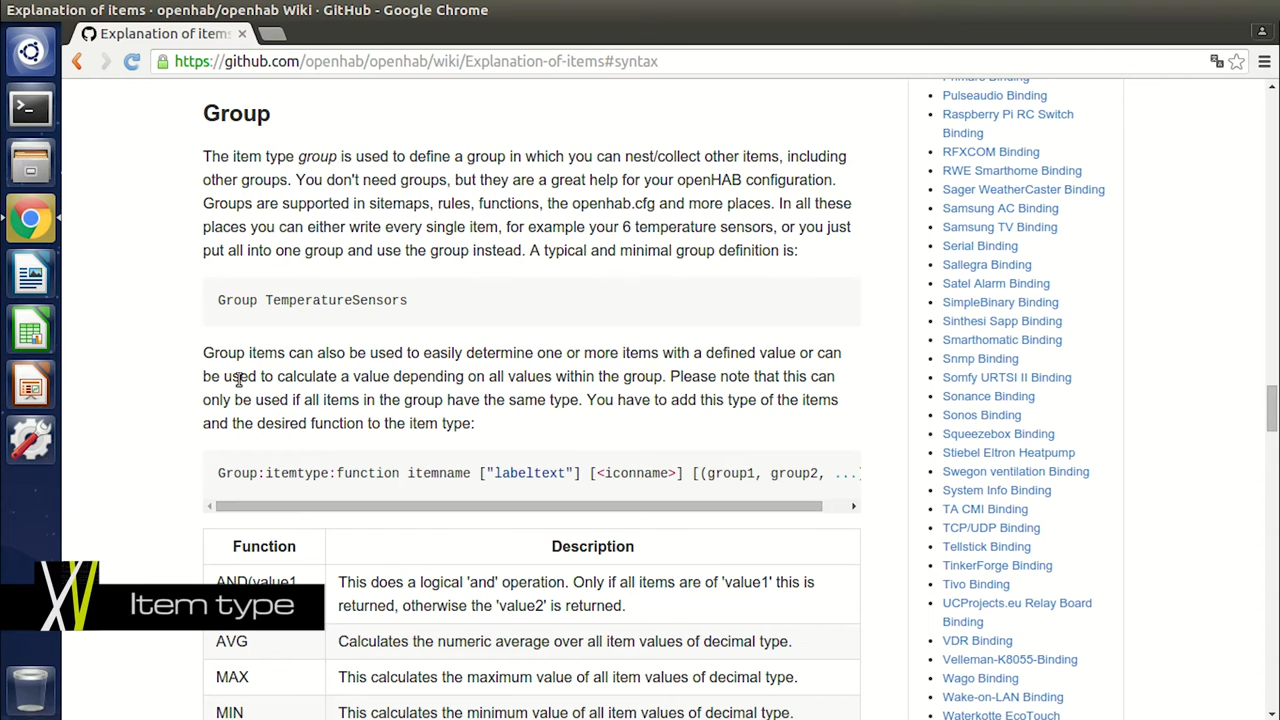 Explanation of items · openhab/openhab Wiki · GitHub - Google Chrome
Explanation of items
https://github.com/openhab/openhab/wiki/Explanation-of-items#syntax
Group
The item type group is used to define a group in which you can nest/collect other items, including
other groups. You don't need groups, but they are a great help for your openHAB configuration.
Groups are supported in sitemaps, rules, functions, the openhab.cfg and more places. In all these
places you can either write every single item, for example your 6 temperature sensors, or you just
put all into one group and use the group instead. A typical and minimal group definition is:
Group TemperatureSensors
Group items can also be used to easily determine one or more items with a defined value or can
be used to calculate a value depending on all values within the group. Please note that this can
only be used if all items in the group have the same type. You have to add this type of the items
and the desired function to the item type:
Group:itemtype:function itemname ["labeltext"] [<iconname>] [(group1, group2, ...)
Function Description
AND(value1, This does a logical 'and' operation. Only if all items are of 'value1' this is
returned, otherwise the 'value2' is returned.
AVG Calculates the numeric average over all item values of decimal type.
MAX This calculates the maximum value of all item values of decimal type.
MIN This calculates the minimum value of all item values of decimal type.
Primare Binding
Pulseaudio Binding
Raspberry Pi RC Switch
Binding
RFXCOM Binding
RWE Smarthome Binding
Sager WeatherCaster Binding
Samsung AC Binding
Samsung TV Binding
Serial Binding
Sallegra Binding
Satel Alarm Binding
SimpleBinary Binding
Sinthesi Sapp Binding
Smarthomatic Binding
Snmp Binding
Somfy URTSI II Binding
Sonance Binding
Sonos Binding
Squeezebox Binding
Stiebel Eltron Heatpump
Swegon ventilation Binding
System Info Binding
TA CMI Binding
TCP/UDP Binding
Tellstick Binding
TinkerForge Binding
Tivo Binding
UCProjects.eu Relay Board
Binding
VDR Binding
Velleman-K8055-Binding
Wago Binding
Wake-on-LAN Binding
Waterkotte EcoTouch
XV Item type